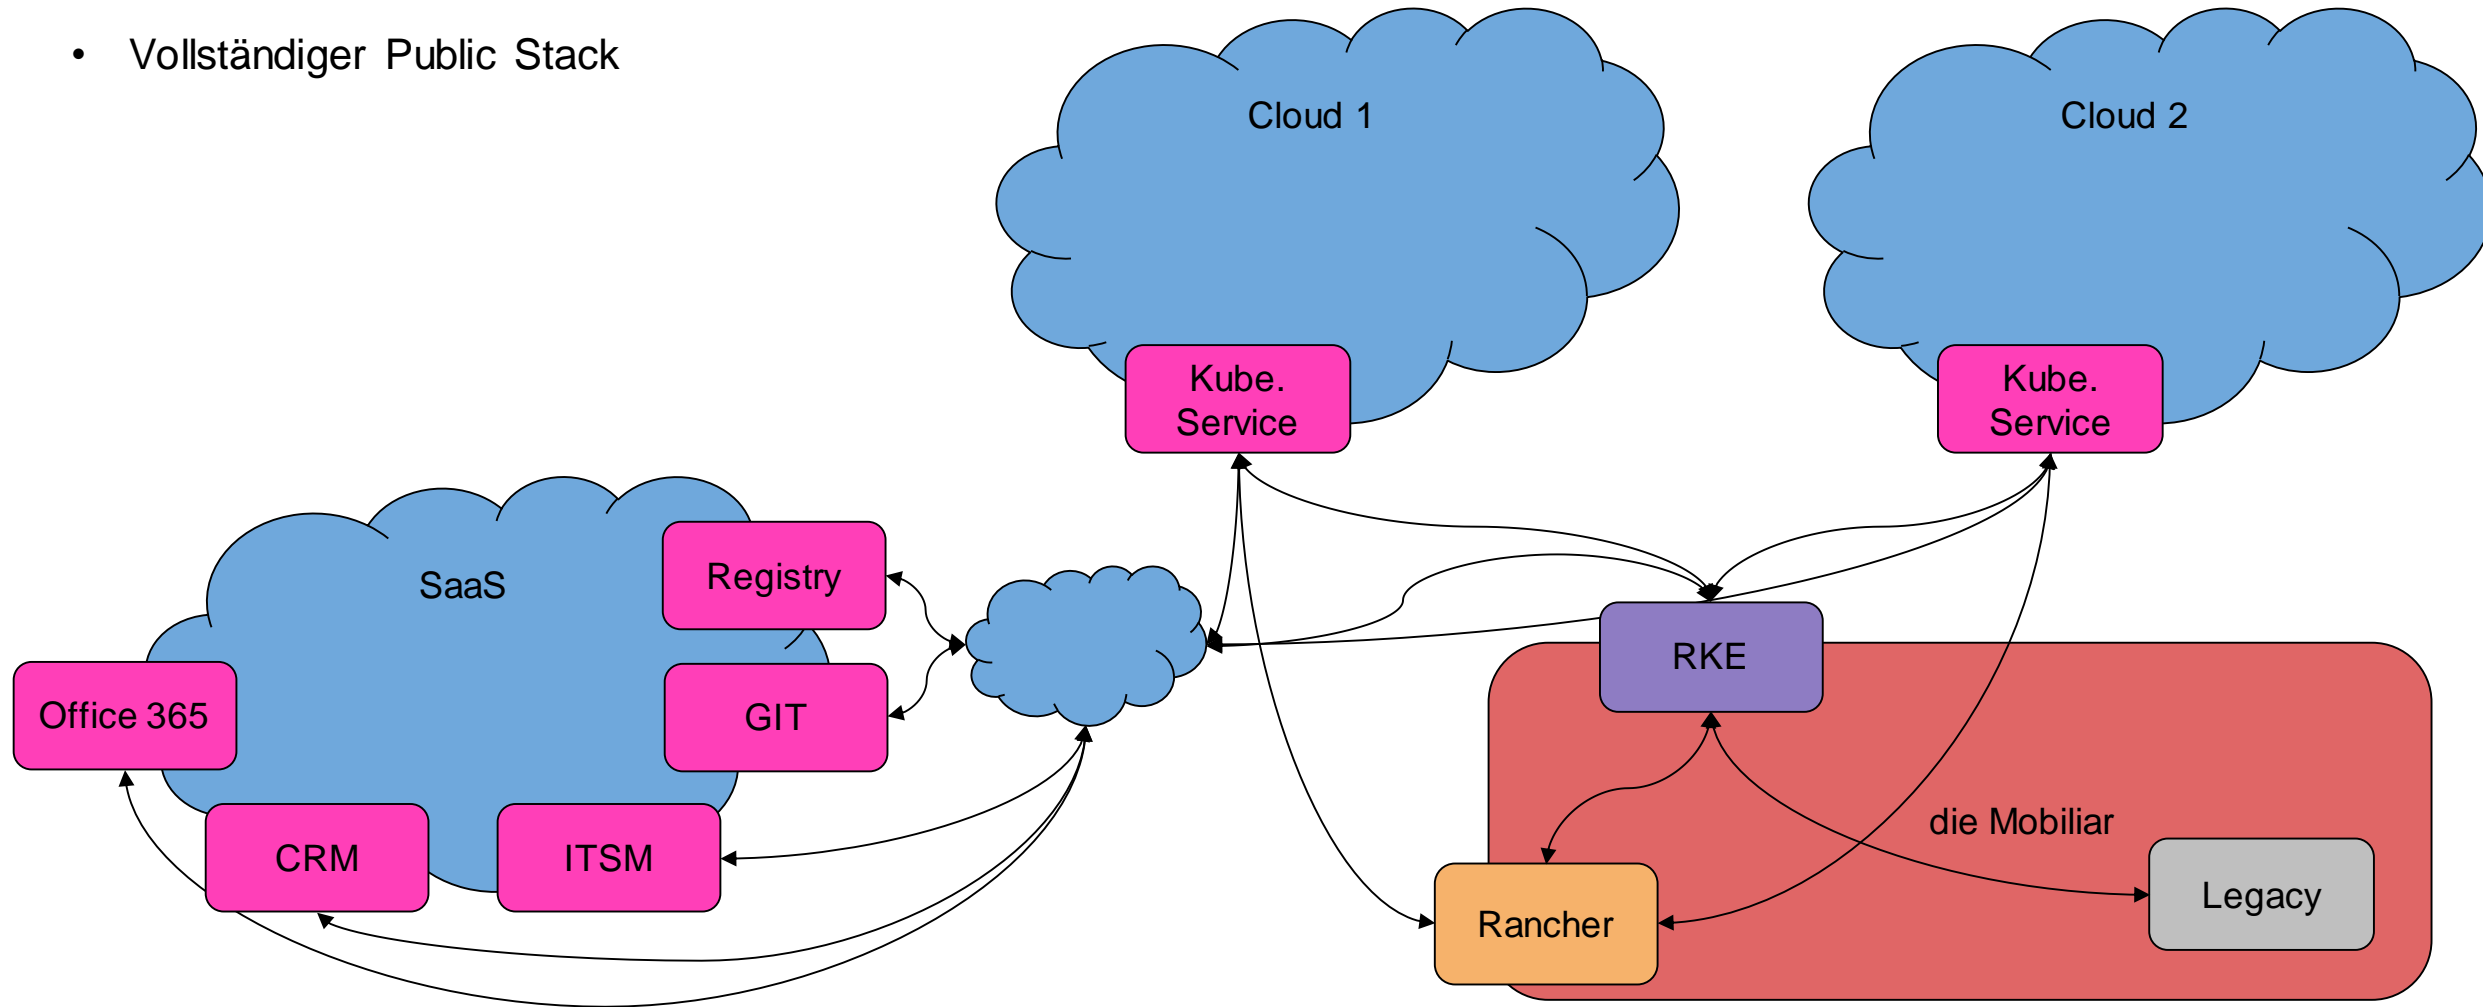 • Vollständiger Public Stack
Cloud 1
Cloud 2
Kube.
Service
Kube.
Service
SaaS
Registry
Office 365
GIT
CRM
ITSM
RKE
die Mobiliar
Rancher
Legacy